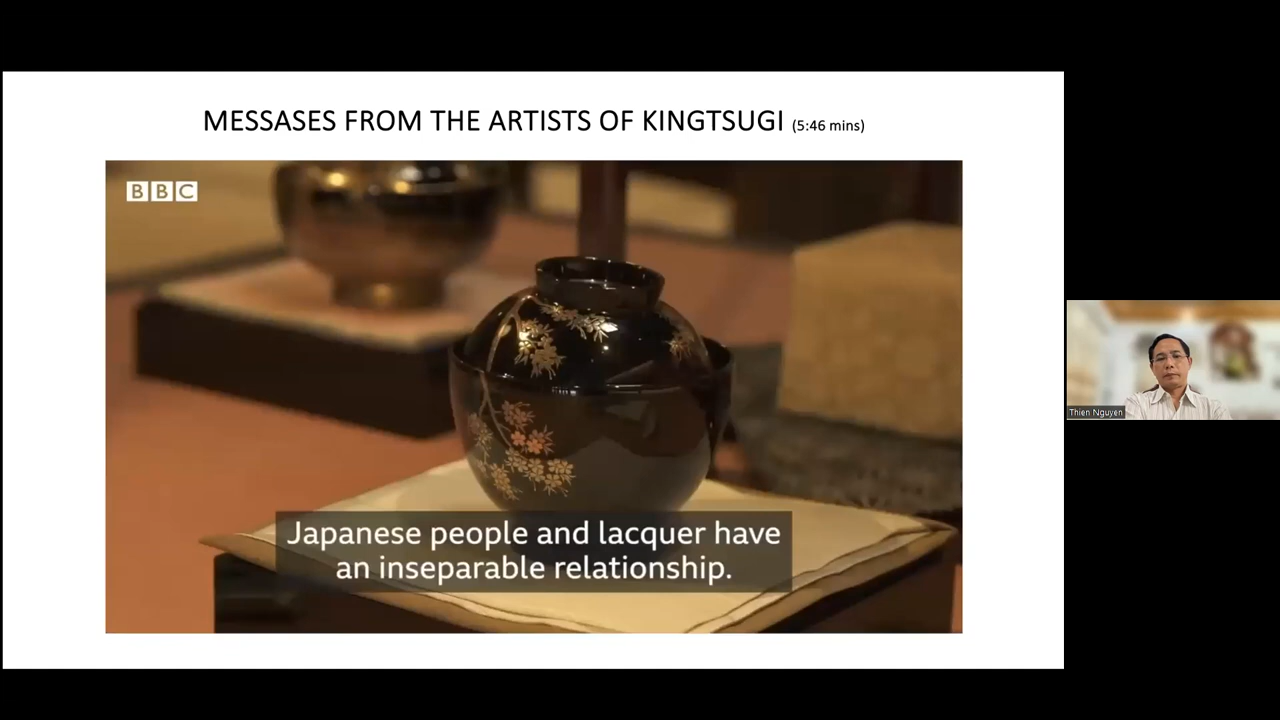 MESSASES FROM THE ARTISTS OF KINGTSUGI (5:46 mins)
BBC
Japanese people and lacquer have
an inseparable relationship.
Thien Nguyen